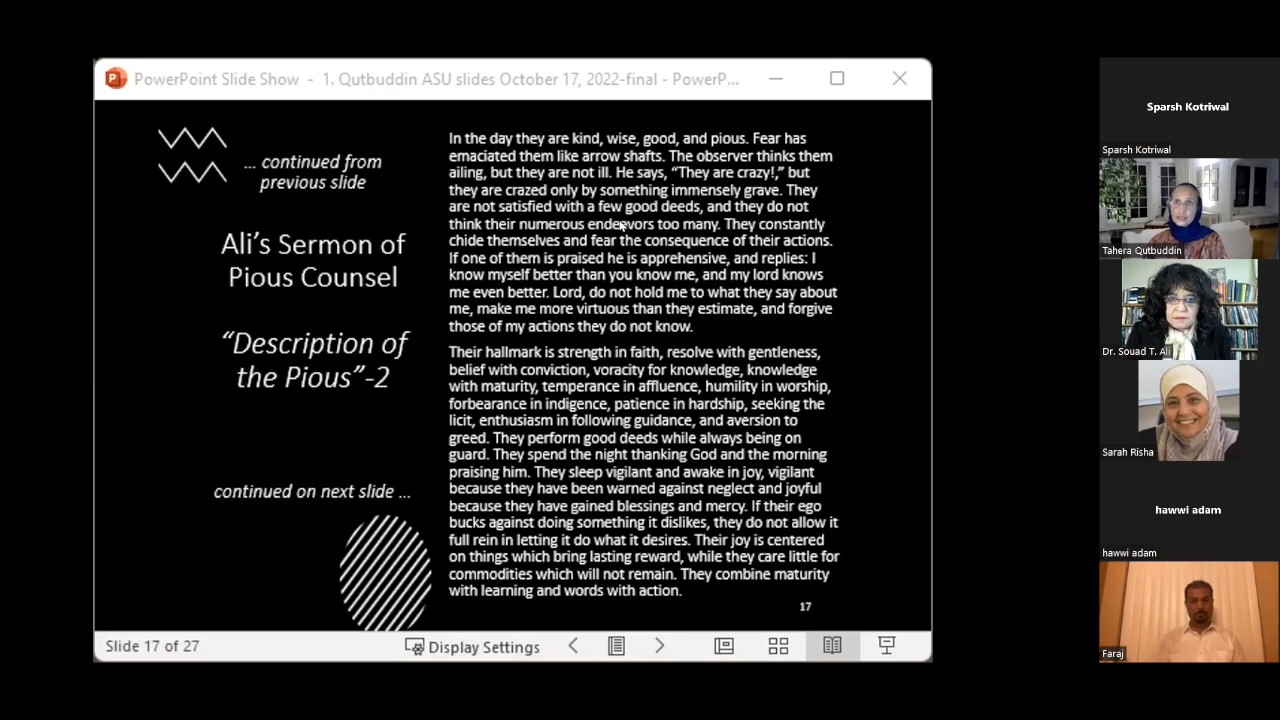 PowerPoint Slide Show - 1. Qutbuddin ASU slides October 17, 2022-final - PowerP...
... continued from
previous slide
Ali's Sermon of
Pious Counsel
“Description of
the Pious”-2
continued on next slide ...
In the day they are kind, wise, good, and pious. Fear has
emaciated them like arrow shafts. The observer thinks them
ailing, but they are not ill. He says, “They are crazy!,” but
they are crazed only by something immensely grave. They
are not satisfied with a few good deeds, and they do not
think their numerous endeavors too many. They constantly
chide themselves and fear the consequence of their actions.
If one of them is praised he is apprehensive, and replies: I
know myself better than you know me, and my lord knows
me even better. Lord, do not hold me to what they say about
me, make me more virtuous than they estimate, and forgive
those of my actions they do not know.
Their hallmark is strength in faith, resolve with gentleness,
belief with conviction, voracity for knowledge, knowledge
with maturity, temperance in affluence, humility in worship,
forbearance in indigence, patience in hardship, seeking the
licit, enthusiasm in following guidance, and aversion to
greed. They perform good deeds while always being on
guard. They spend the night thanking God and the morning
praising him. They sleep vigilant and awake in joy, vigilant
because they have been warned against neglect and joyful
because they have gained blessings and mercy. If their ego
bucks against doing something it dislikes, they do not allow it
full rein in letting it do what it desires. Their joy is centered
on things which bring lasting reward, while they care little for
commodities which will not remain. They combine maturity
with learning and words with action.
17
Slide 17 of 27
Display Settings
Sparsh Kotriwal
Sparsh Kotriwal
Tahera Qutbuddin
Dr. Souad T. Ali
Sarah Risha
hawwi adam
hawwi adam
Faraj